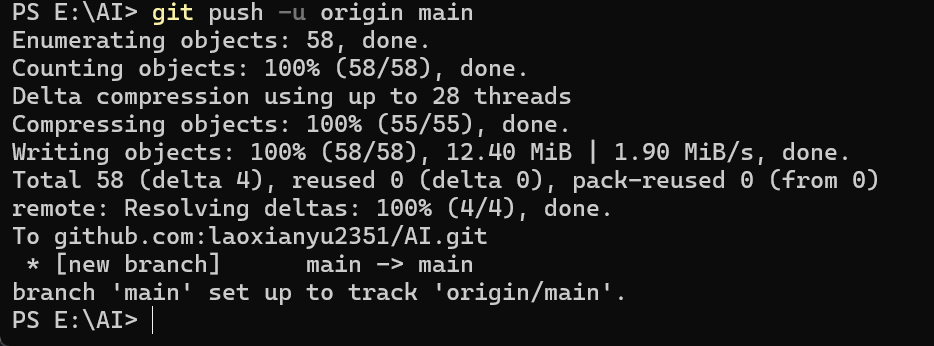 PS E:\AI> git push -u origin main
Enumerating objects: 58, done.
Counting objects: 100% (58/58), done.
Delta compression using up to 28 threads
Compressing objects: 100% (55/55), done.
Writing objects: 100% (58/58), 12.40 MiB | 1.90 MiB/s, done.
Total 58 (delta 4), reused 0 (delta 0), pack-reused 0 (from 0)
remote: Resolving deltas: 100% (4/4), done.
To github.com:laoxianyu2351/AI.git
 * [new branch]      main -> main
branch 'main' set up to track 'origin/main'.
PS E:\AI>